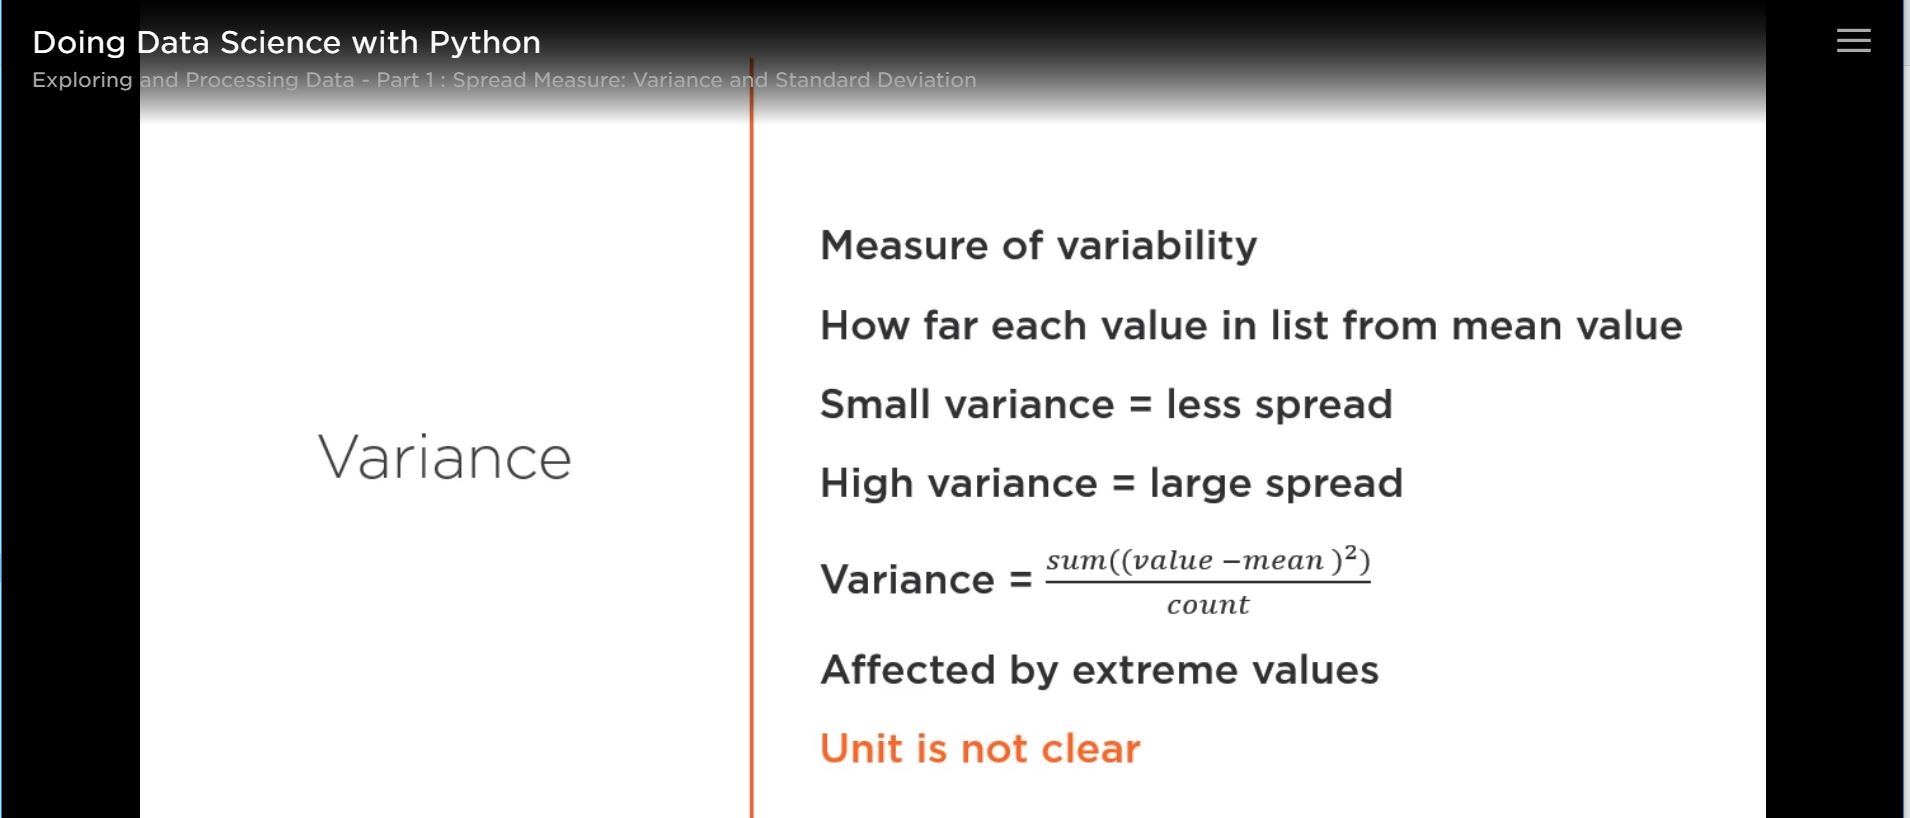 Doing Data Science with Python
Exploring and Processing Data - Part 1 : Spread Measure: Variance and Standard Deviation
Variance
Measure of variability
How far each value in list from mean value
Small variance = less spread
High variance = large spread
Variance = sum((value −mean )²)
count
Affected by extreme values
Unit is not clear